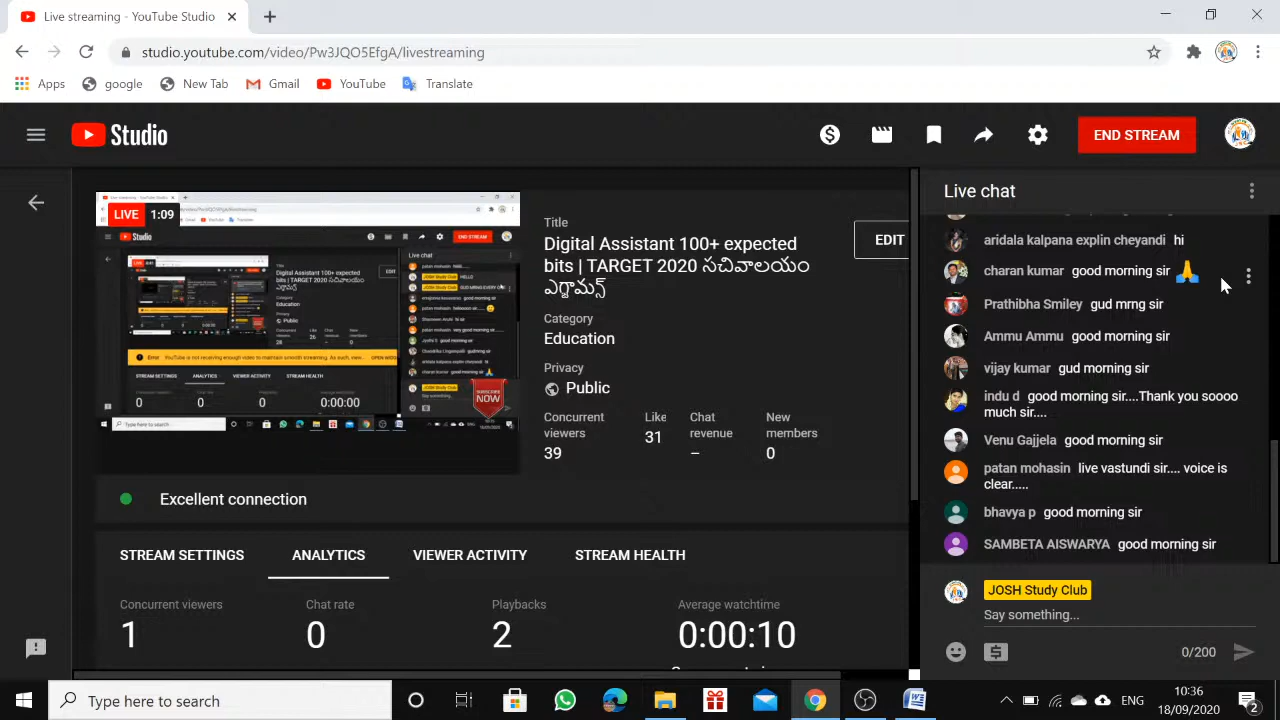 Live streaming - YouTube Studio
studio.youtube.com/video/Pw3JQO5EfgA/livestreaming
Apps google New Tab Gmail YouTube Translate
Studio
END STREAM
LIVE 1:09
SUBSCRIBE
NOW
Title
Digital Assistant 100+ expected
bits | TARGET 2020 సచివాలయం
ఎగ్జామ్స్
EDIT
Category
Education
Privacy
Public
Concurrent
viewers
39
Like
31
Chat
revenue
–
New
members
0
Excellent connection
STREAM SETTINGS ANALYTICS VIEWER ACTIVITY STREAM HEALTH
Concurrent viewers Chat rate Playbacks Average watchtime
1 0 2 0:00:10
Live chat
aridala kalpana explin cheyandi hi
charan kumar good morning sir 🙏
Prathibha Smiley gud mrng sir
Ammu Ammu good morning sir
vijay kumar gud morning sir
indu d good morning sir....Thank you soooo
much sir....
Venu Gajjela good morning sir
patan mohasin live vastundi sir.... voice is
clear.....
bhavya p good morning sir
SAMBETA AISWARYA good morning sir
JOSH Study Club
Say something...
0/200
Type here to search
ENG
10:36
18/09/2020
2